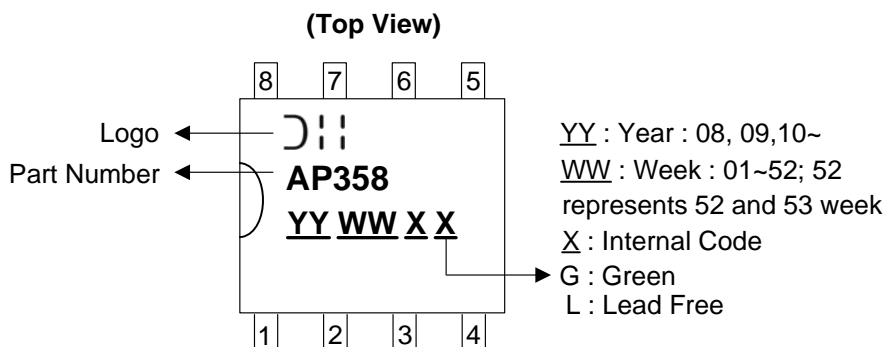 (Top View)
8 7 6 5
Logo
Part Number
AP358
YY WW X X
YY : Year : 08, 09,10~
WW : Week : 01~52; 52
represents 52 and 53 week
X : Internal Code
G : Green
L : Lead Free
1 2 3 4